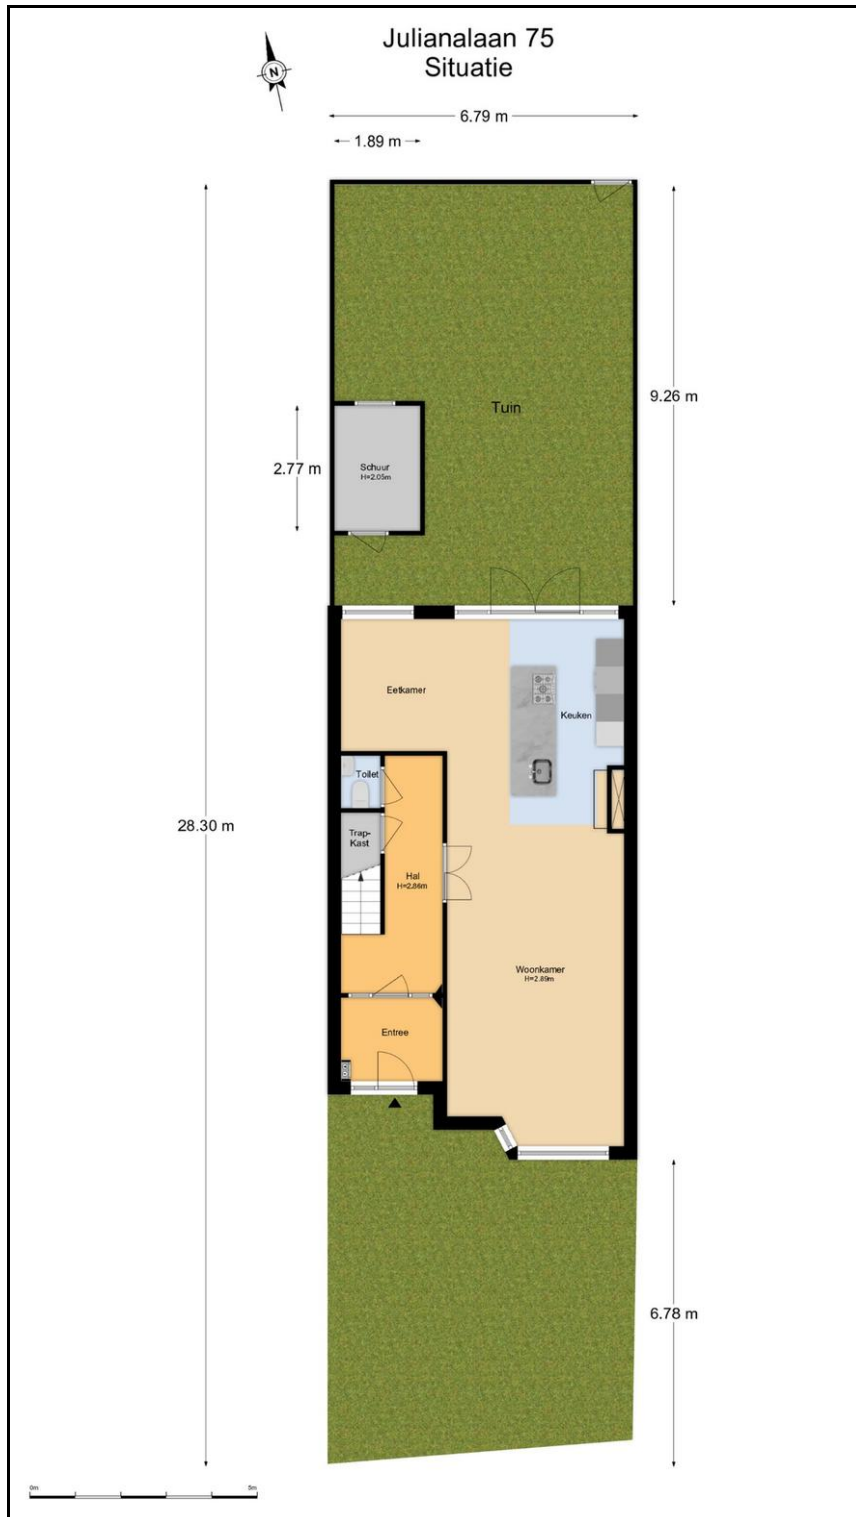 Julianalaan 75
Situatie
N
6.79 m
1.89 m
9.26 m
Tuin
2.77 m
Schuur
H=2.05m
Eetkamer
Keuken
Toilet
Trap-
Kast
28.30 m
Hal
H=2.86m
Woonkamer
H=2.89m
Entree
6.78 m
0m
5m